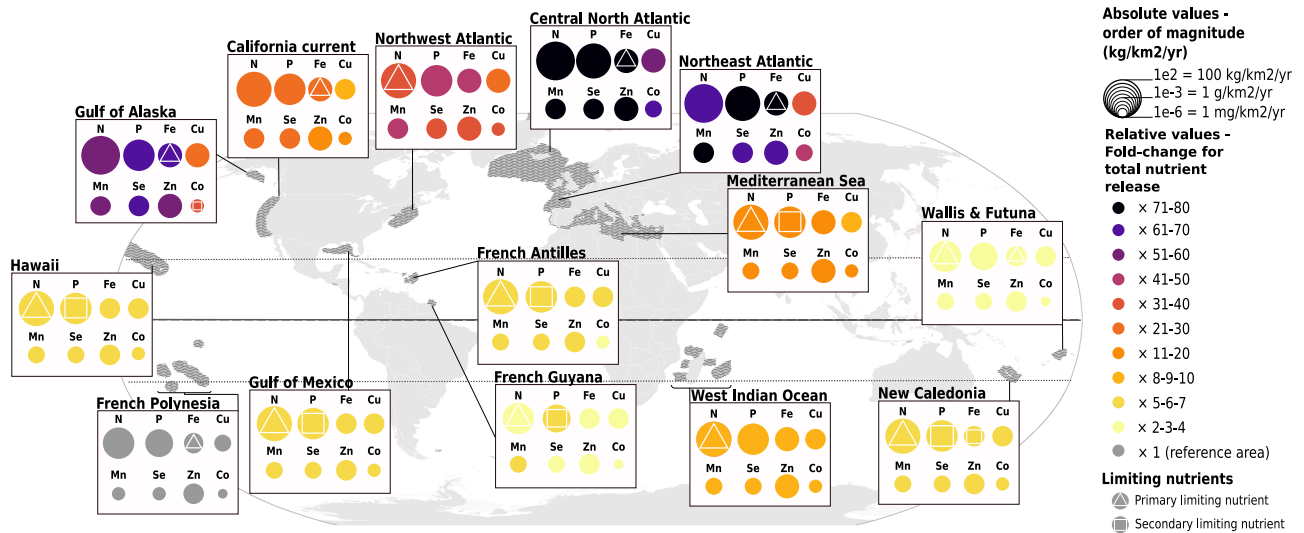 Central North Atlantic
N P Fe Cu
Mn Se Zn Co
Northwest Atlantic
N P Fe Cu
Mn Se Zn Co
California current
N P Fe Cu
Mn Se Zn Co
Northeast Atlantic
N P Fe Cu
Mn Se Zn Co
Gulf of Alaska
N P Fe Cu
Mn Se Zn Co
Mediterranean Sea
N P Fe Cu
Mn Se Zn Co
Wallis & Futuna
N P Fe Cu
Mn Se Zn Co
Hawaii
N P Fe Cu
Mn Se Zn Co
French Antilles
N P Fe Cu
Mn Se Zn Co
French Polynesia
N P Fe Cu
Mn Se Zn Co
Gulf of Mexico
N P Fe Cu
Mn Se Zn Co
French Guyana
N P Fe Cu
Mn Se Zn Co
West Indian Ocean
N P Fe Cu
Mn Se Zn Co
New Caledonia
N P Fe Cu
Mn Se Zn Co
Absolute values -
order of magnitude
(kg/km2/yr)
1e2 = 100 kg/km2/yr
1e-3 = 1 g/km2/yr
1e-6 = 1 mg/km2/yr
Relative values -
Fold-change for
total nutrient
release
× 71-80
× 61-70
× 51-60
× 41-50
× 31-40
× 21-30
× 11-20
× 8-9-10
× 5-6-7
× 2-3-4
× 1 (reference area)
Limiting nutrients
Primary limiting nutrient
Secondary limiting nutrient